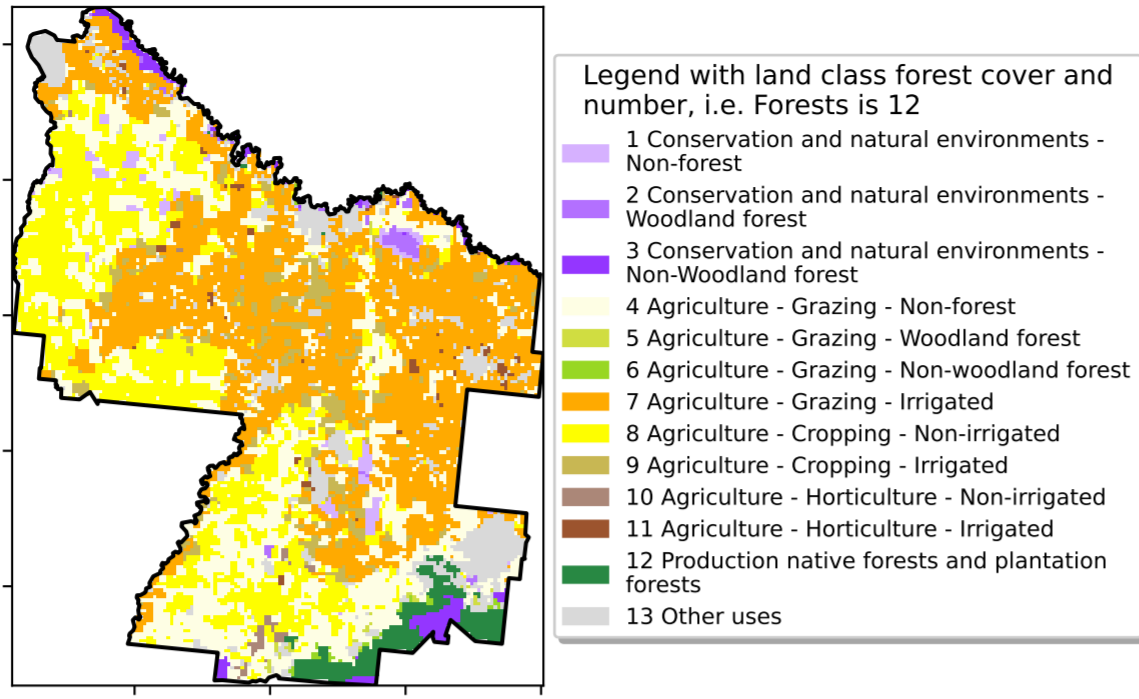 Legend with land class forest cover and
number, i.e. Forests is 12
1 Conservation and natural environments -
Non-forest
2 Conservation and natural environments -
Woodland forest
3 Conservation and natural environments -
Non-Woodland forest
4 Agriculture - Grazing - Non-forest
5 Agriculture - Grazing - Woodland forest
6 Agriculture - Grazing - Non-woodland forest
7 Agriculture - Grazing - Irrigated
8 Agriculture - Cropping - Non-irrigated
9 Agriculture - Cropping - Irrigated
10 Agriculture - Horticulture - Non-irrigated
11 Agriculture - Horticulture - Irrigated
12 Production native forests and plantation
forests
13 Other uses